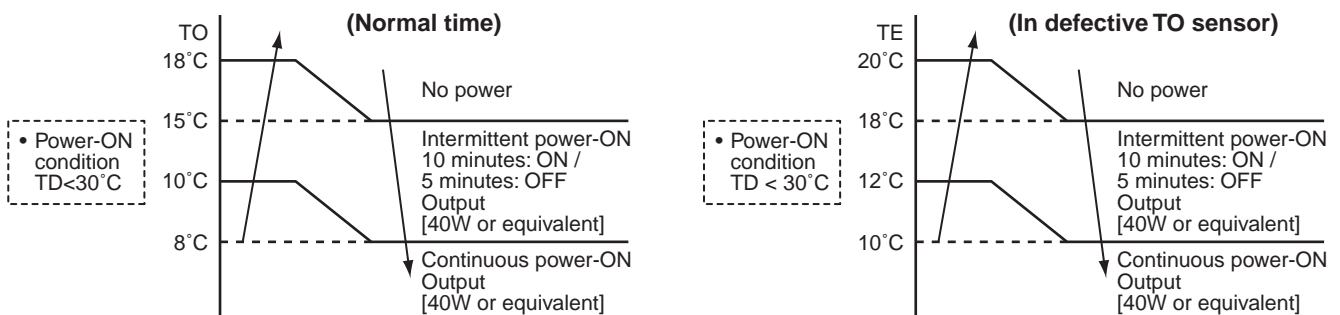 (Normal time)
TO
18˚C
15˚C
10˚C
8˚C
• Power-ON
condition
TD<30˚C
No power
Intermittent power-ON
10 minutes: ON /
5 minutes: OFF
Output
[40W or equivalent]
Continuous power-ON
Output
[40W or equivalent]
(In defective TO sensor)
TE
20˚C
18˚C
12˚C
10˚C
• Power-ON
condition
TD < 30˚C
No power
Intermittent power-ON
10 minutes: ON /
5 minutes: OFF
Output
[40W or equivalent]
Continuous power-ON
Output
[40W or equivalent]